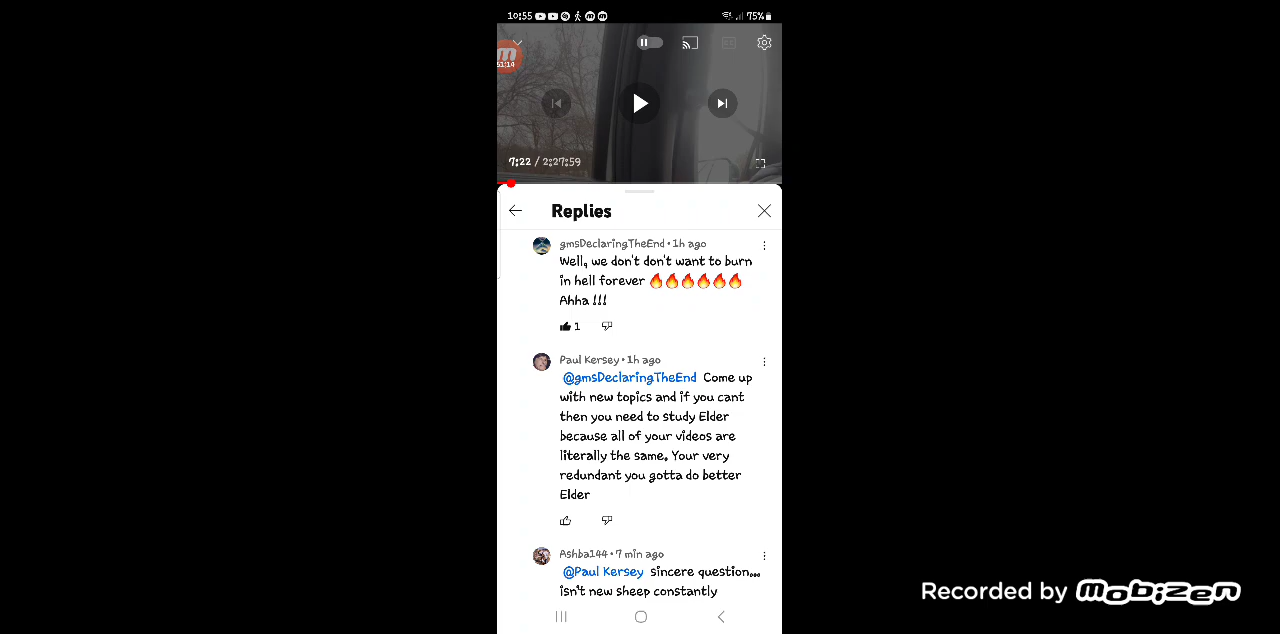 10:55
75%
51:14
7:22 / 2:27:59
Replies
gmsDeclaringTheEnd • 1h ago
Well, we don't don't want to burn
in hell forever 🔥🔥🔥🔥🔥🔥
Ahha !!!
1
Paul Kersey • 1h ago
@gmsDeclaringTheEnd Come up
with new topics and if you cant
then you need to study Elder
because all of your videos are
literally the same. Your very
redundant you gotta do better
Elder
Ashba144 • 7 min ago
@Paul Kersey sincere question...
isn't new sheep constantly
Recorded by mobizen